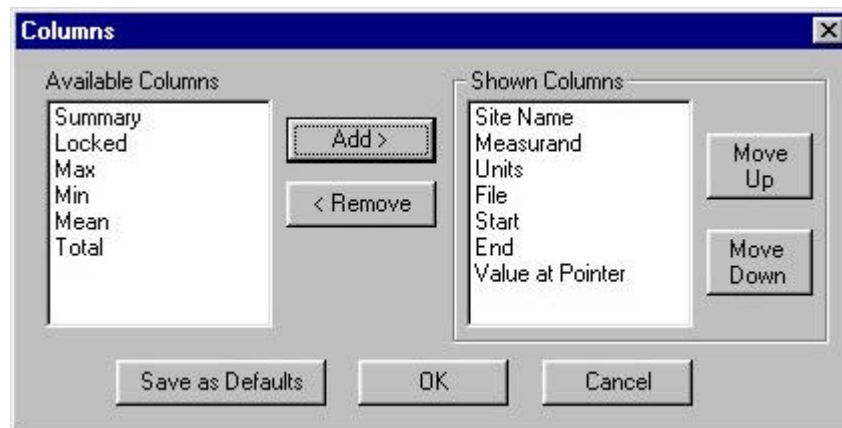 Columns
Available Columns
Summary
Locked
Max
Min
Mean
Total
Add >
< Remove
Shown Columns
Site Name
Measurand
Units
File
Start
End
Value at Pointer
Move
Up
Move
Down
Save as Defaults
OK
Cancel